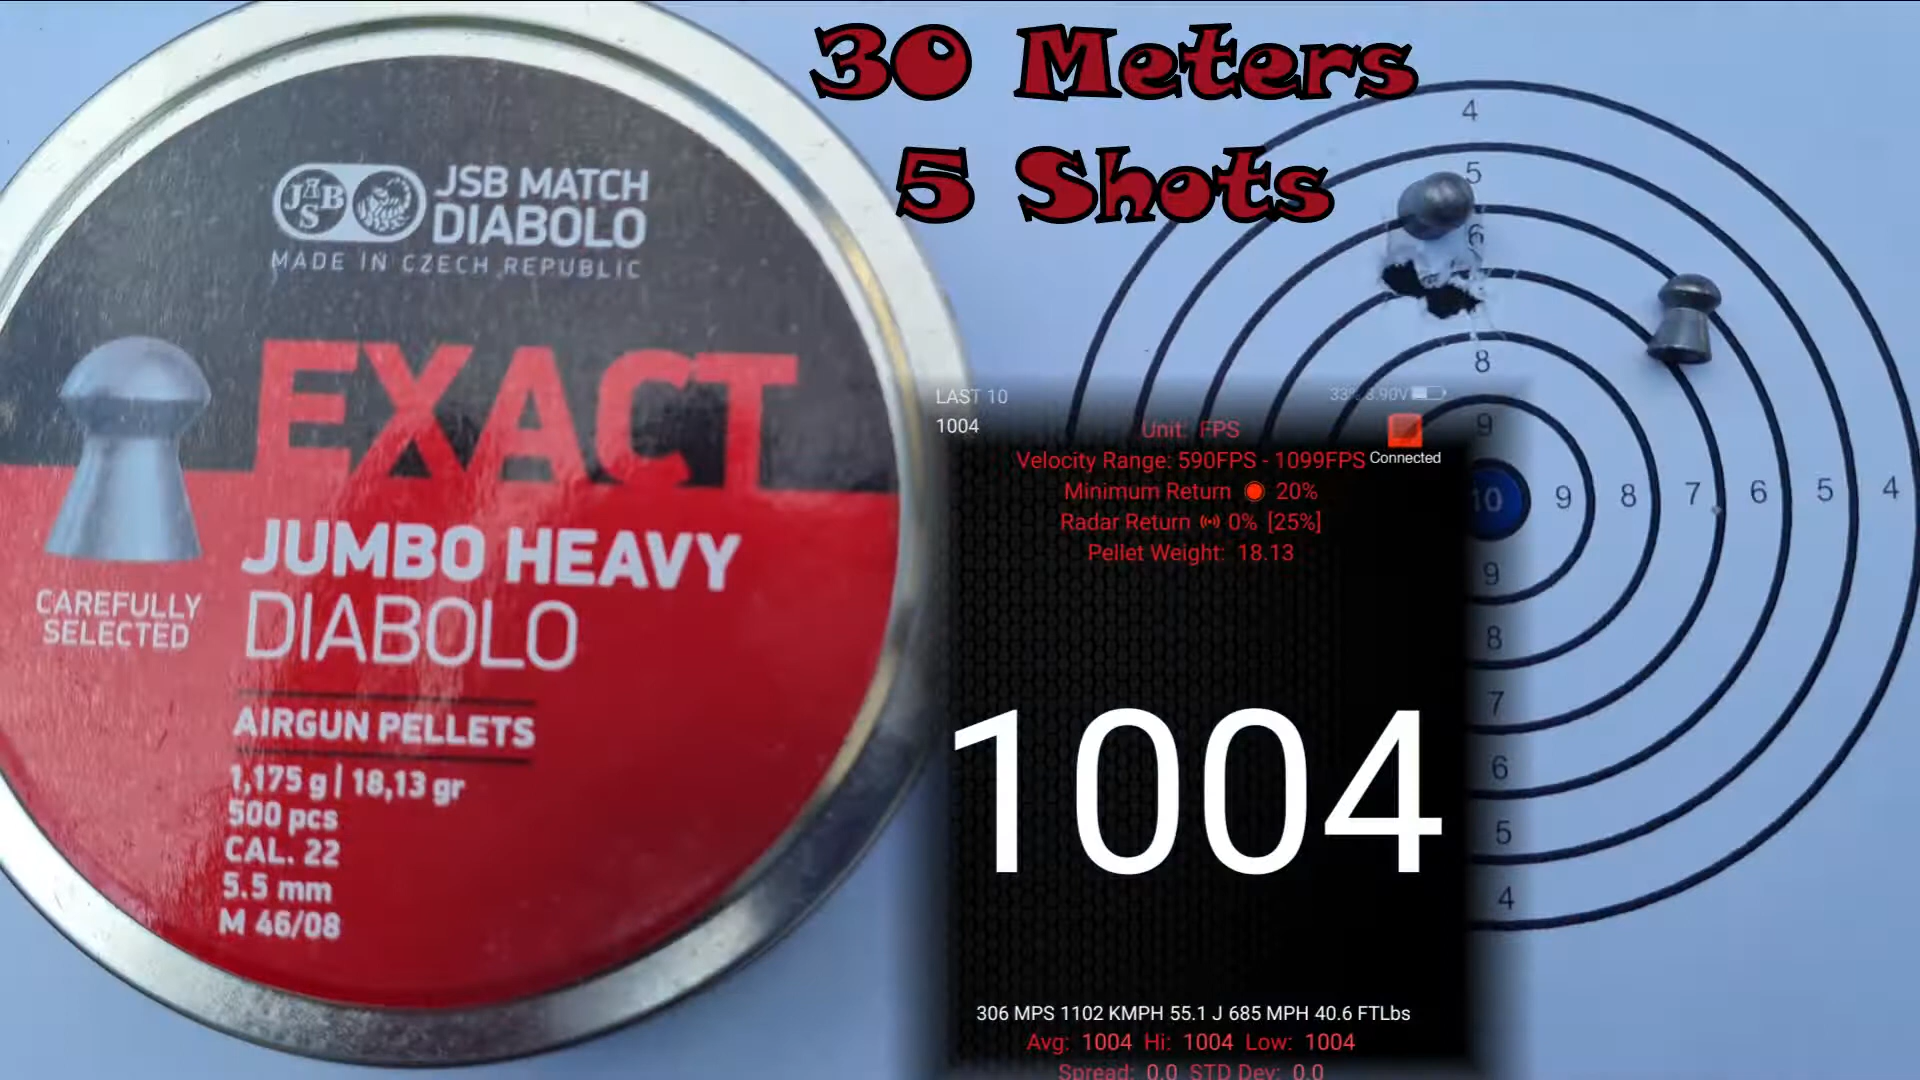 30 Meters
5 Shots
JSB
JSB MATCH
DIABOLO
MADE IN CZECH REPUBLIC
EXACT
JUMBO HEAVY
DIABOLO
CAREFULLY
SELECTED
AIRGUN PELLETS
1,175 g | 18,13 gr
500 pcs
CAL. 22
5.5 mm
M 46/08
4
5
6
8
9
10 9 8 7 6 5 4
9
8
7
6
5
4
LAST 10
1004
33% 3.90V
Connected
Unit: FPS
Velocity Range: 590FPS - 1099FPS
Minimum Return 20%
Radar Return 0% [25%]
Pellet Weight: 18.13
1004
306 MPS 1102 KMPH 55.1 J 685 MPH 40.6 FTLbs
Avg: 1004 Hi: 1004 Low: 1004
Spread: 0.0 STD Dev: 0.0